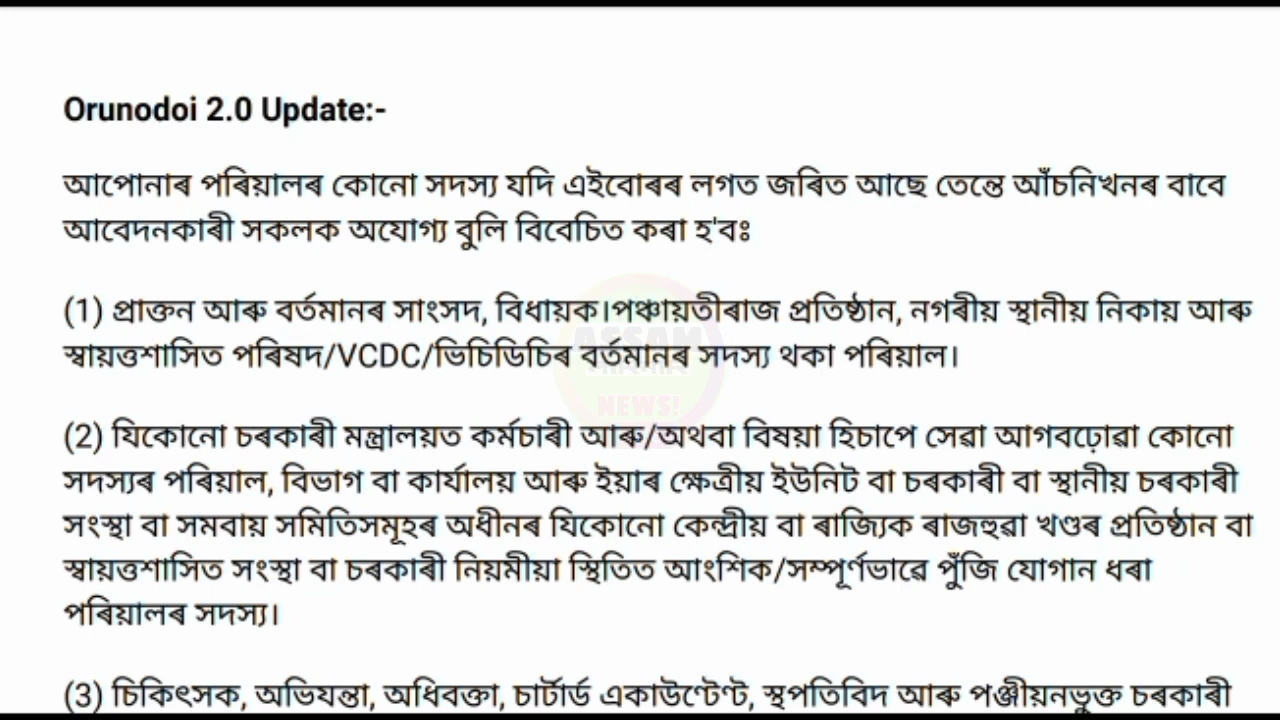 Orunodoi 2.0 Update:-
আপোনাৰ পৰিয়ালৰ কোনো সদস্য যদি এইবোৰৰ লগত জৰিত আছে তেন্তে আঁচনিখনৰ বাবে
আবেদনকাৰী সকলক অযোগ্য বুলি বিবেচিত কৰা হ'বঃ
(1) প্ৰাক্তন আৰু বৰ্তমানৰ সাংসদ, বিধায়ক।পঞ্চায়তীৰাজ প্ৰতিষ্ঠান, নগৰীয় স্থানীয় নিকায় আৰু
স্বায়ত্তশাসিত পৰিষদ/VCDC/ভিচিডিচিৰ বৰ্তমানৰ সদস্য থকা পৰিয়াল।
ASSAM
NEWS!
(2) যিকোনো চৰকাৰী মন্ত্ৰালয়ত কৰ্মচাৰী আৰু/অথবা বিষয়া হিচাপে সেৱা আগবঢ়োৱা কোনো
সদস্যৰ পৰিয়াল, বিভাগ বা কাৰ্যালয় আৰু ইয়াৰ ক্ষেত্ৰীয় ইউনিট বা চৰকাৰী বা স্থানীয় চৰকাৰী
সংস্থা বা সমবায় সমিতিসমূহৰ অধীনৰ যিকোনো কেন্দ্ৰীয় বা ৰাজ্যিক ৰাজহুৱা খণ্ডৰ প্ৰতিষ্ঠান বা
স্বায়ত্তশাসিত সংস্থা বা চৰকাৰী নিয়মীয়া স্থিতিত আংশিক/সম্পূৰ্ণভাৱে পুঁজি যোগান ধৰা
পৰিয়ালৰ সদস্য।
(3) চিকিৎসক, অভিযন্তা, অধিবক্তা, চাৰ্টাৰ্ড একাউণ্টেণ্ট, স্থপতিবিদ আৰু পঞ্জীয়নভুক্ত চৰকাৰী